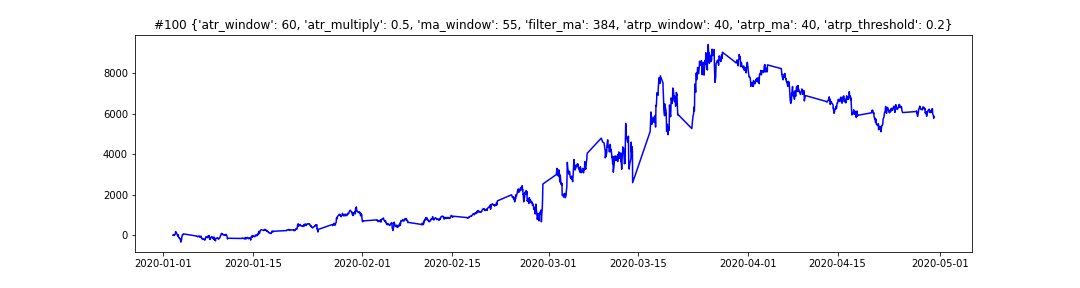 #100 {'atr_window': 60, 'atr_multiply': 0.5, 'ma_window': 55, 'filter_ma': 384, 'atrp_window': 40, 'atrp_ma': 40, 'atrp_threshold': 0.2}
8000
6000
4000
2000
0
2020-01-01 2020-01-15 2020-02-01 2020-02-15 2020-03-01 2020-03-15 2020-04-01 2020-04-15 2020-05-01